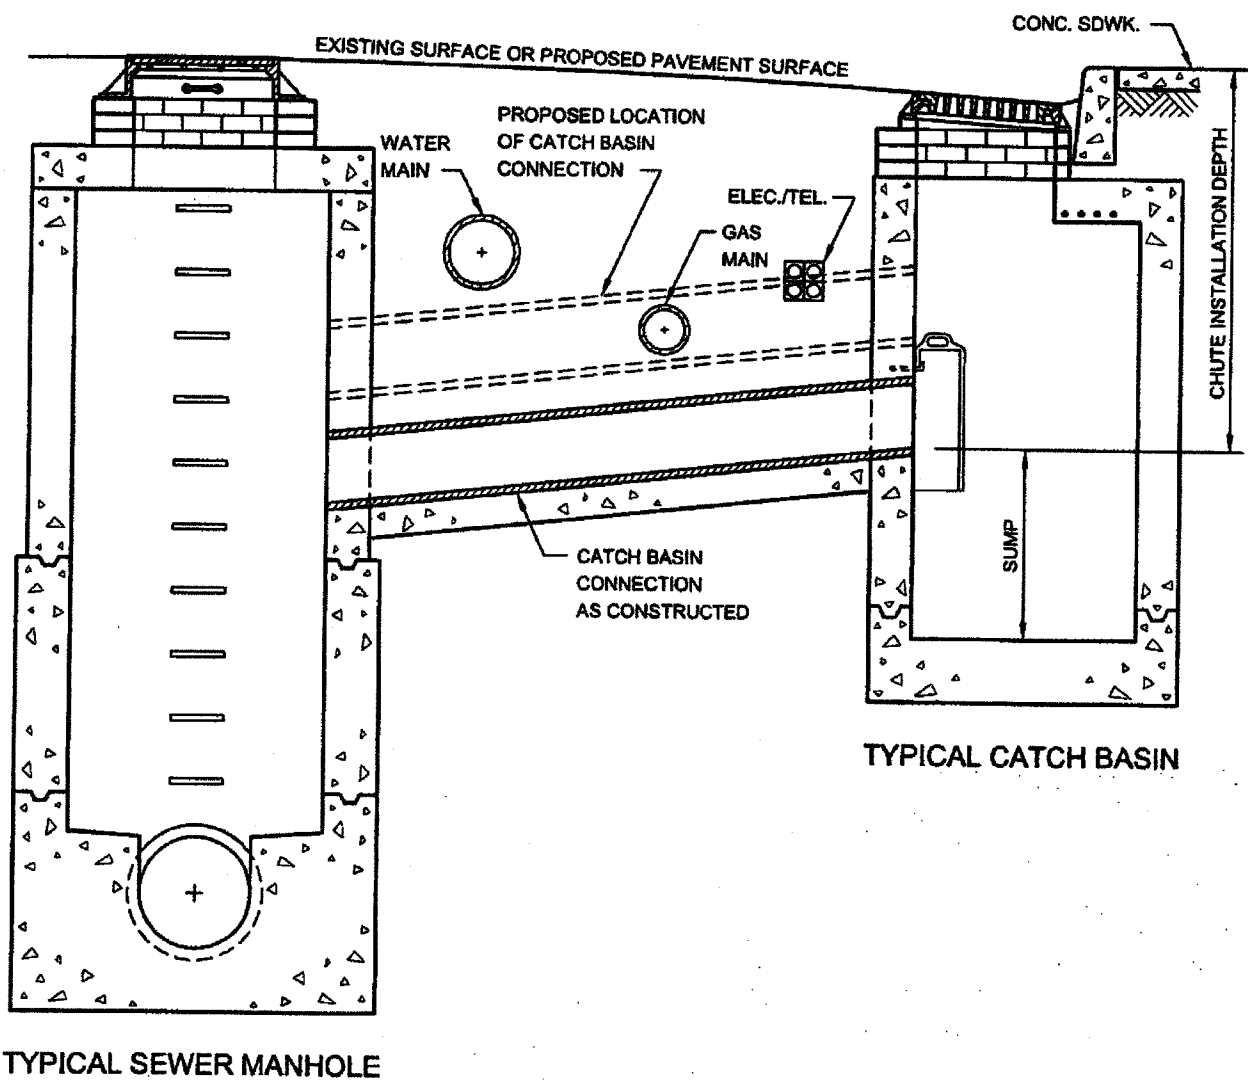 CONC. SDWK.
EXISTING SURFACE OR PROPOSED PAVEMENT SURFACE
PROPOSED LOCATION
OF CATCH BASIN
CONNECTION
WATER
MAIN
ELEC./TEL.
GAS
MAIN
CHUTE INSTALLATION DEPTH
SUMP
CATCH BASIN
CONNECTION
AS CONSTRUCTED
TYPICAL CATCH BASIN
TYPICAL SEWER MANHOLE